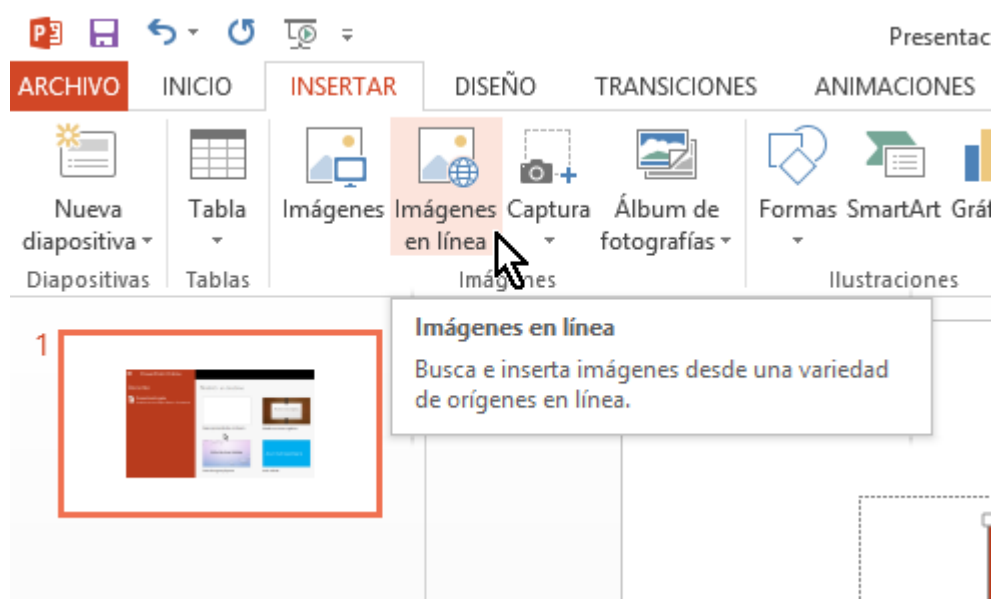 Presentac
ARCHIVO INICIO INSERTAR DISEÑO TRANSICIONES ANIMACIONES
Nueva diapositiva
Tabla
Imágenes
Imágenes en línea
Captura
Álbum de fotografías
Formas
SmartArt
Gráf
Diapositivas
Tablas
Imágenes
Ilustraciones
1
Imágenes en línea
Busca e inserta imágenes desde una variedad
de orígenes en línea.